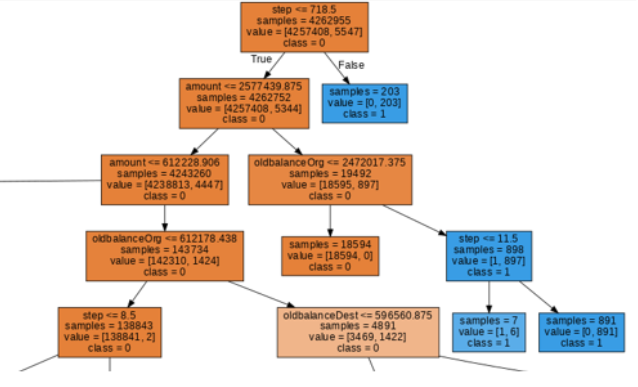 step <= 718.5
samples = 4262955
value = [4257408, 5547]
class = 0
True
False
amount <= 2577439.875
samples = 4262752
value = [4257408, 5344]
class = 0
samples = 203
value = [0, 203]
class = 1
amount <= 612228.906
samples = 4243260
value = [4238813, 4447]
class = 0
oldbalanceOrg <= 2472017.375
samples = 19492
value = [18595, 897]
class = 0
oldbalanceOrg <= 612178.438
samples = 143734
value = [142310, 1424]
class = 0
samples = 18594
value = [18594, 0]
class = 0
step <= 11.5
samples = 898
value = [1, 897]
class = 1
step <= 8.5
samples = 138843
value = [138841, 2]
class = 0
oldbalanceDest <= 596560.875
samples = 4891
value = [3469, 1422]
class = 0
samples = 7
value = [1, 6]
class = 1
samples = 891
value = [0, 891]
class = 1